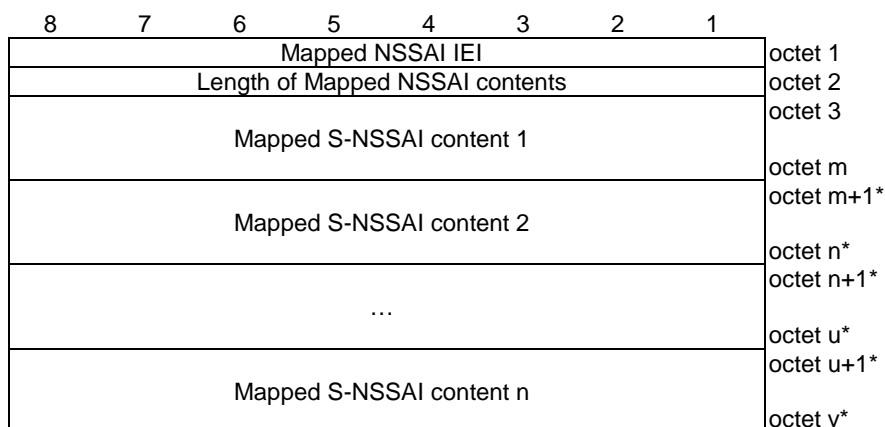 8 7 6 5 4 3 2 1
Mapped NSSAI IEI octet 1
Length of Mapped NSSAI contents octet 2
octet 3
Mapped S-NSSAI content 1
octet m
octet m+1*
Mapped S-NSSAI content 2
octet n*
octet n+1*
…
octet u*
octet u+1*
Mapped S-NSSAI content n
octet v*